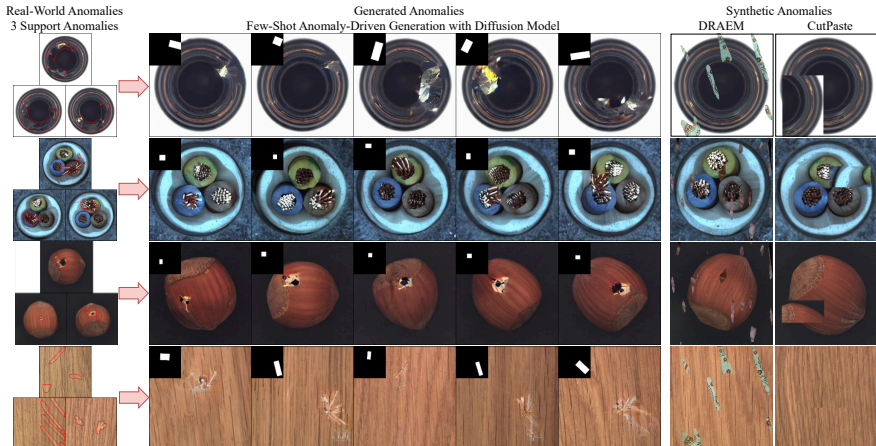 Real-World Anomalies
3 Support Anomalies
Generated Anomalies
Few-Shot Anomaly-Driven Generation with Diffusion Model
Synthetic Anomalies
DRAEM CutPaste